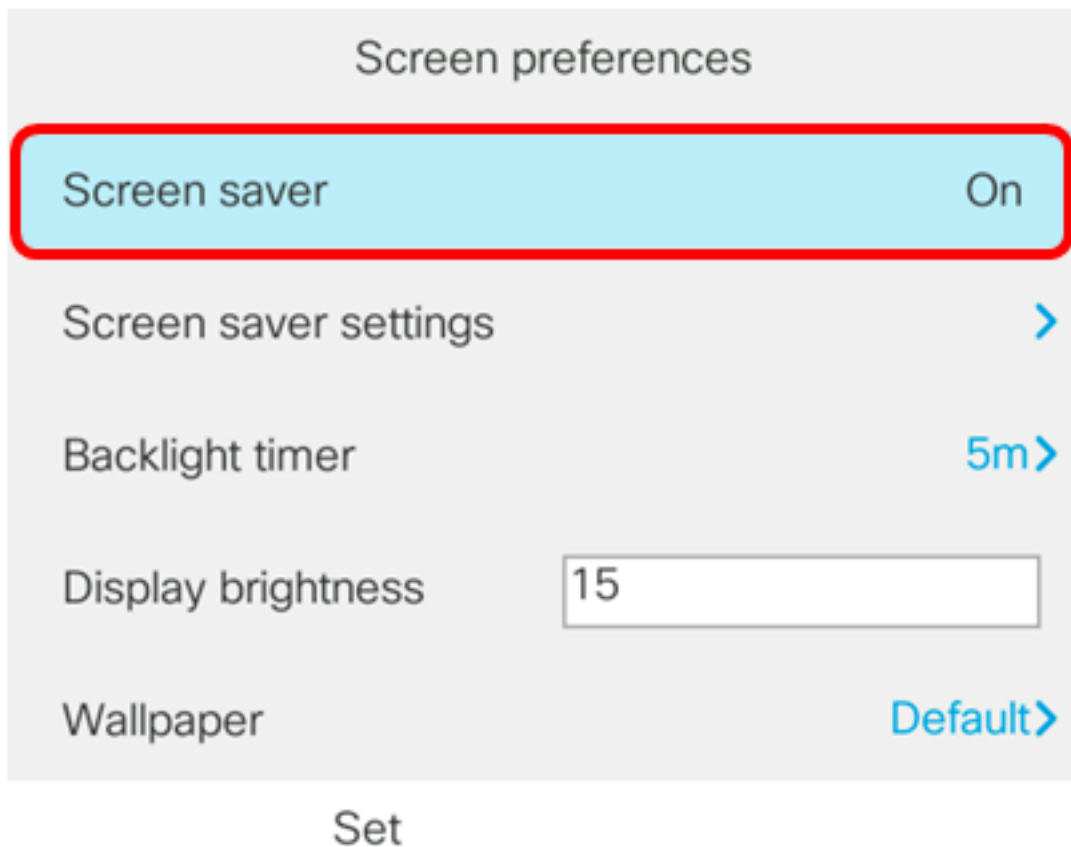 Screen preferences
Screen saver On
Screen saver settings
Backlight timer 5m
Display brightness 15
Wallpaper Default
Set